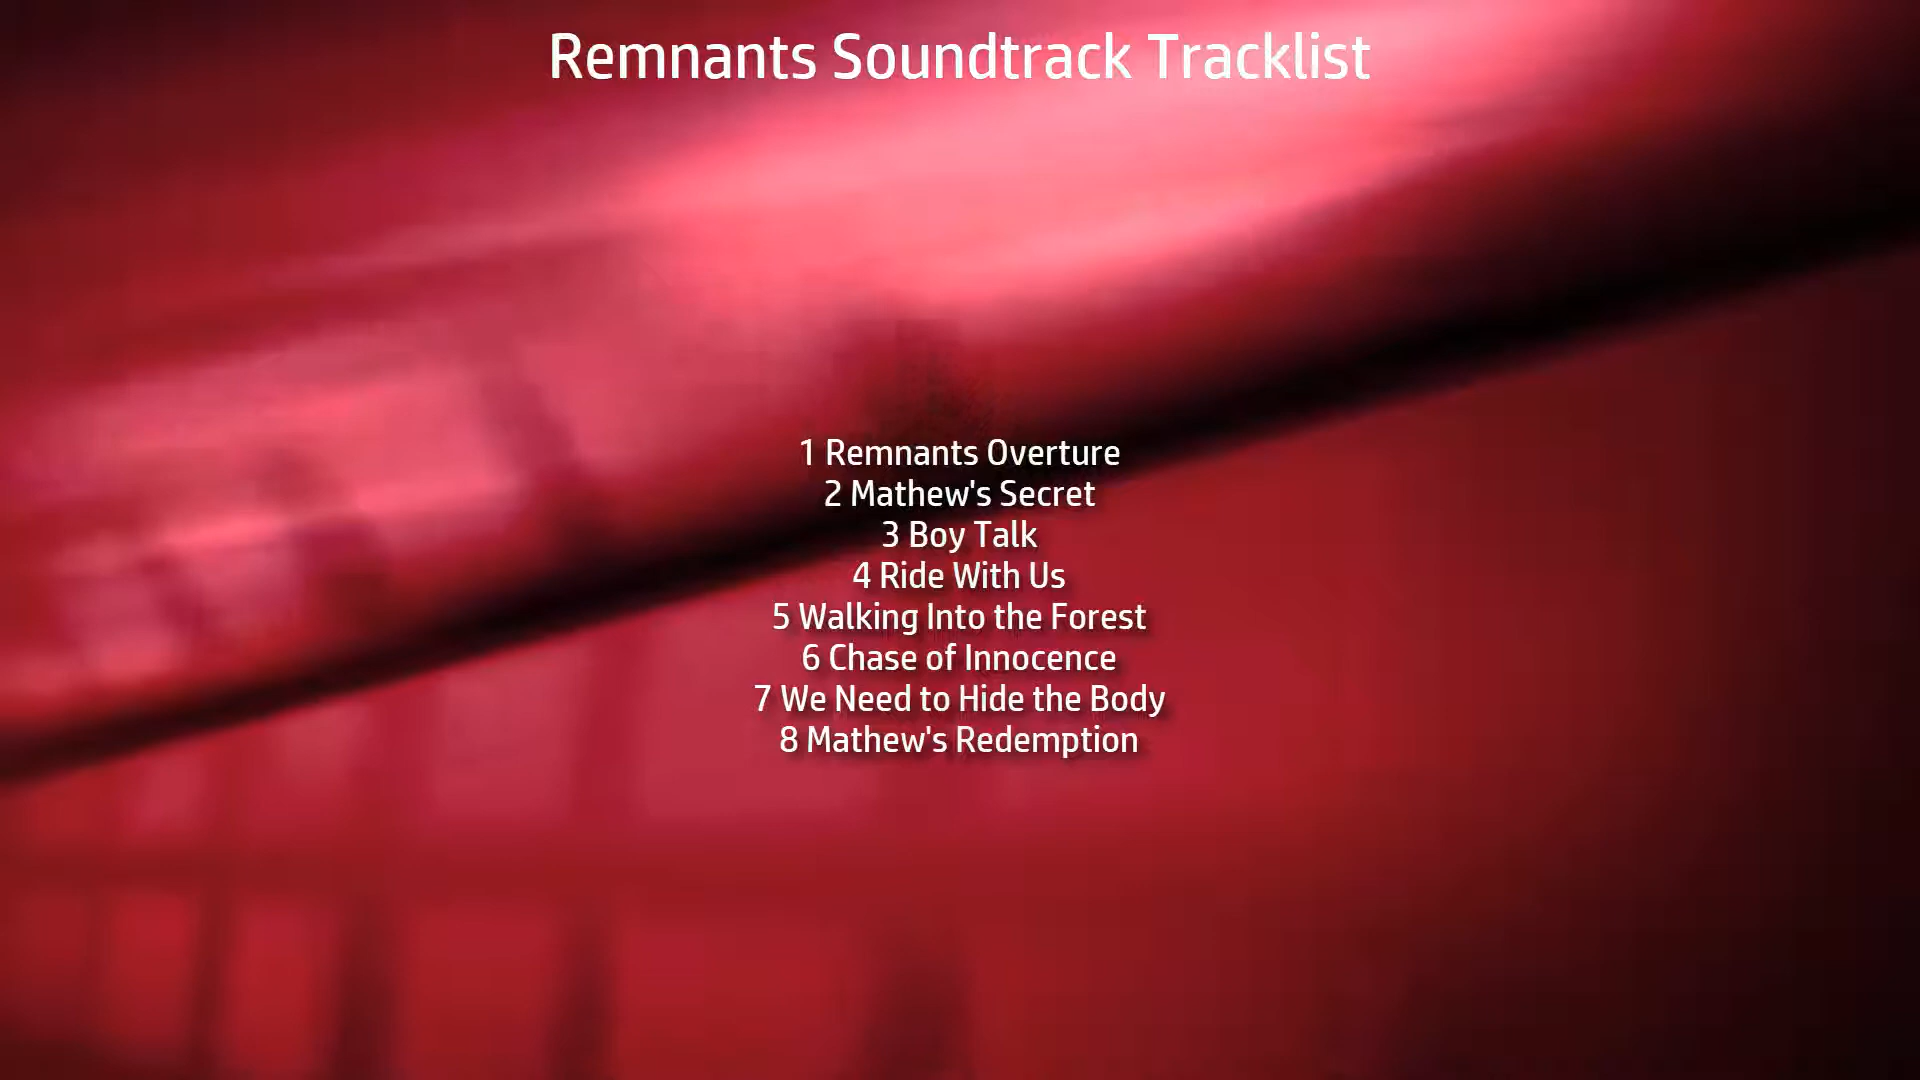 Remnants Soundtrack Tracklist
1 Remnants Overture
2 Mathew's Secret
3 Boy Talk
4 Ride With Us
5 Walking Into the Forest
6 Chase of Innocence
7 We Need to Hide the Body
8 Mathew's Redemption